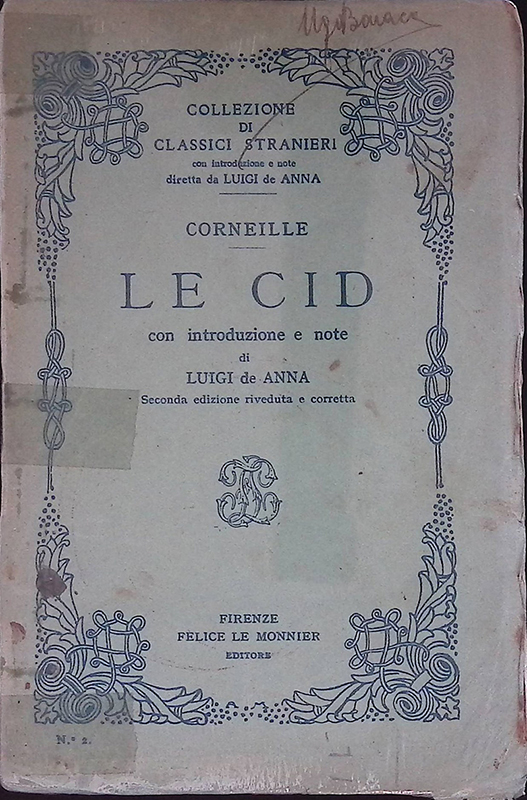 COLLEZIONE
DI
CLASSICI STRANIERI
con introduzione e note
diretta da LUIGI de ANNA
CORNEILLE
LE CID
con introduzione e note
di
LUIGI de ANNA
Seconda edizione riveduta e corretta
FIRENZE
FELICE LE MONNIER
EDITORE
N.º 2.